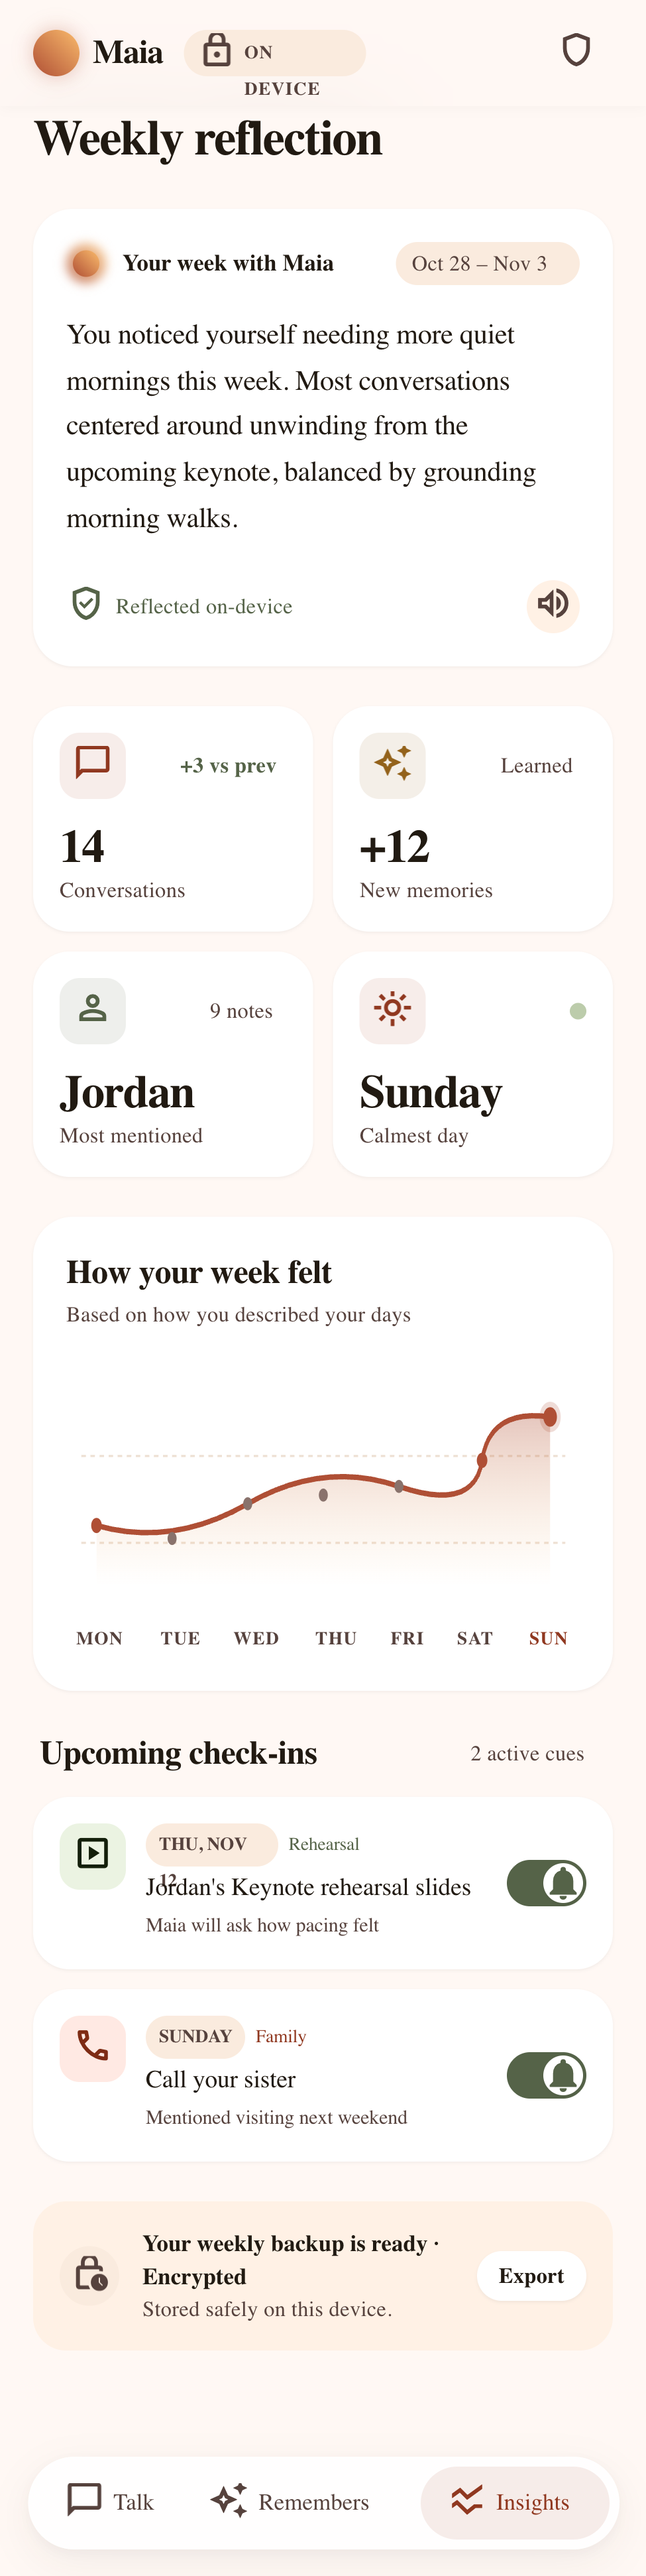 Maia
ON
DEVICE
Weekly reflection
Your week with Maia
Oct 28 – Nov 3
You noticed yourself needing more quiet
mornings this week. Most conversations
centered around unwinding from the
upcoming keynote, balanced by grounding
morning walks.
Reflected on-device
+3 vs prev
14
Conversations
Learned
+12
New memories
9 notes
Jordan
Most mentioned
Sunday
Calmest day
How your week felt
Based on how you described your days
MON TUE WED THU FRI SAT SUN
Upcoming check-ins
2 active cues
THU, NOV
12
Rehearsal
Jordan's Keynote rehearsal slides
Maia will ask how pacing felt
SUNDAY
Family
Call your sister
Mentioned visiting next weekend
Your weekly backup is ready ·
Encrypted
Stored safely on this device.
Export
Talk
Remembers
Insights